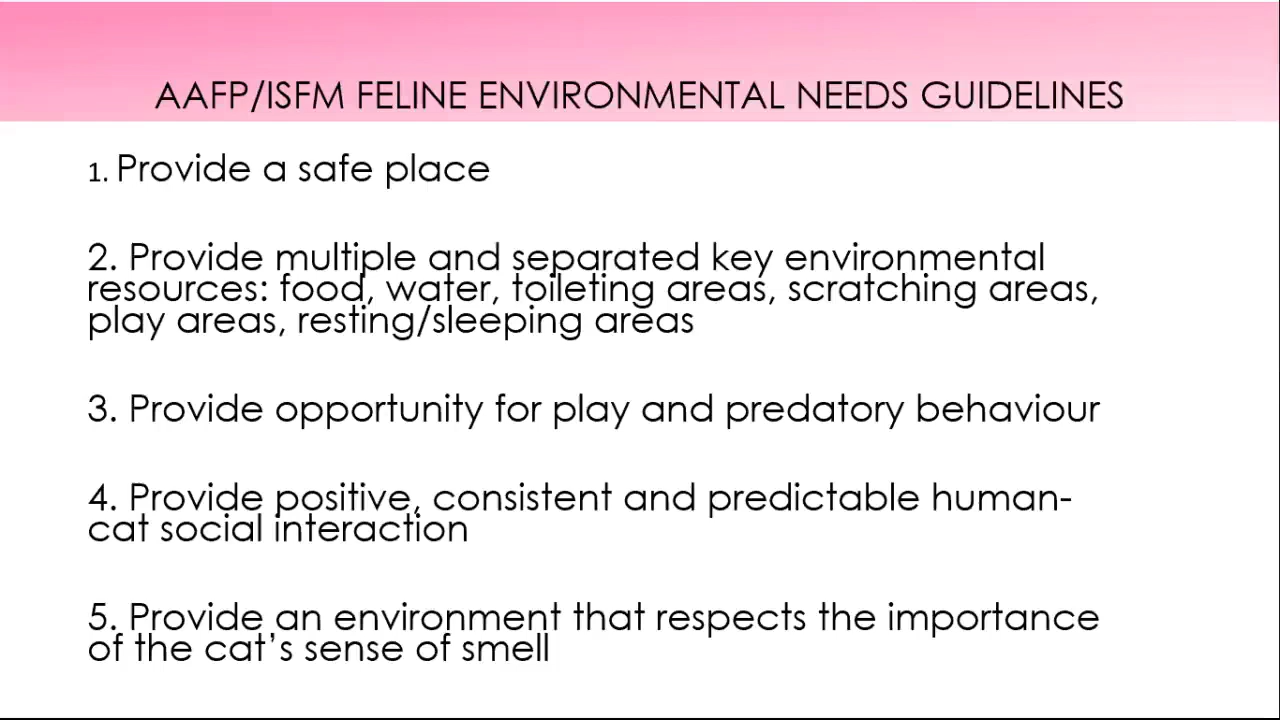 AAFP/ISFM FELINE ENVIRONMENTAL NEEDS GUIDELINES
1. Provide a safe place
2. Provide multiple and separated key environmental
resources: food, water, toileting areas, scratching areas,
play areas, resting/sleeping areas
3. Provide opportunity for play and predatory behaviour
4. Provide positive, consistent and predictable human-
cat social interaction
5. Provide an environment that respects the importance
of the cat’s sense of smell